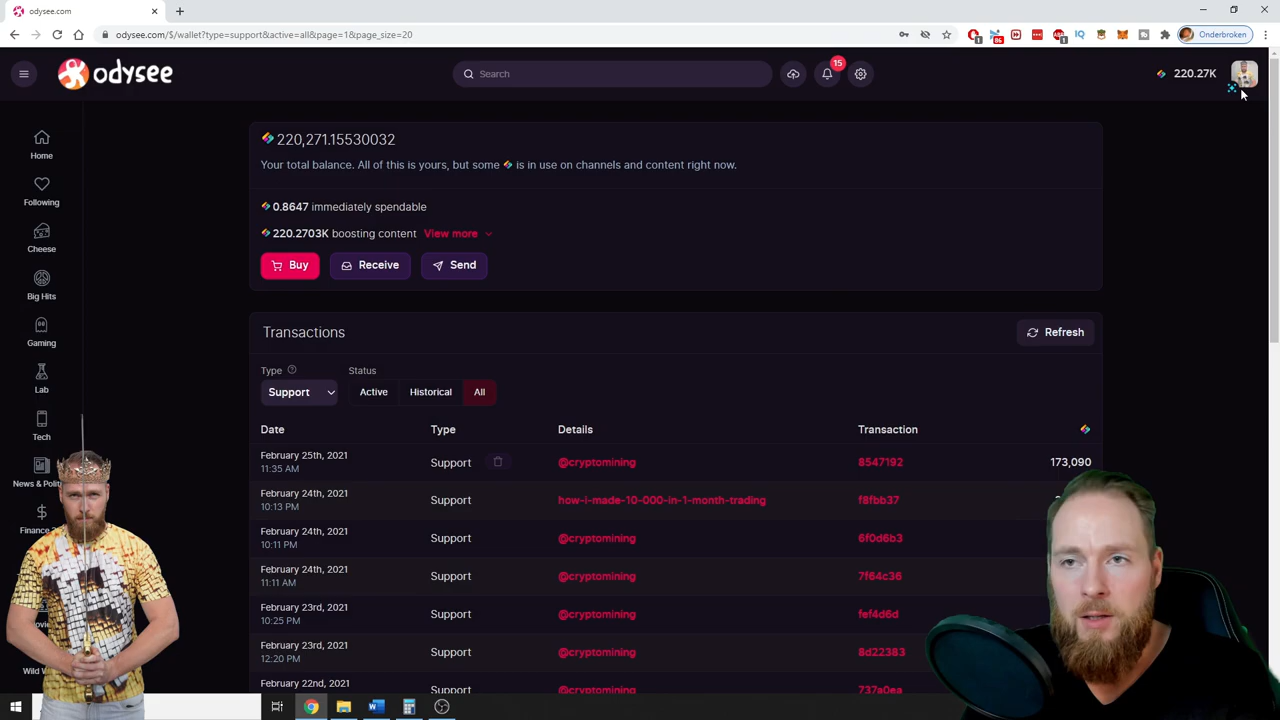 odysee.com
odysee.com/$/wallet?type=support&active=all&page=1&page_size=20
1
86
1
IQ
Onderbroken
odysee
Search
15
220.27K
220,271.15530032
Your total balance. All of this is yours, but some is in use on channels and content right now.
0.8647 immediately spendable
220.2703K boosting content View more
Buy
Receive
Send
Home
Following
Cheese
Big Hits
Gaming
Lab
Tech
News & Polit
Finance
Wild W
Transactions
Refresh
Type
Status
Support
Active
Historical
All
Date Type Details Transaction
February 25th, 2021
11:35 AM
Support @cryptomining 8547192 173,090
February 24th, 2021
10:13 PM
Support how-i-made-10-000-in-1-month-trading f8fbb37
February 24th, 2021
10:11 PM
Support @cryptomining 6f0d6b3
February 24th, 2021
11:11 AM
Support @cryptomining 7f64c36
February 23rd, 2021
10:25 PM
Support @cryptomining fef4d6d
February 23rd, 2021
12:20 PM
Support @cryptomining 8d22383
February 22nd, 2021
Support @cryptomining 737a0ea